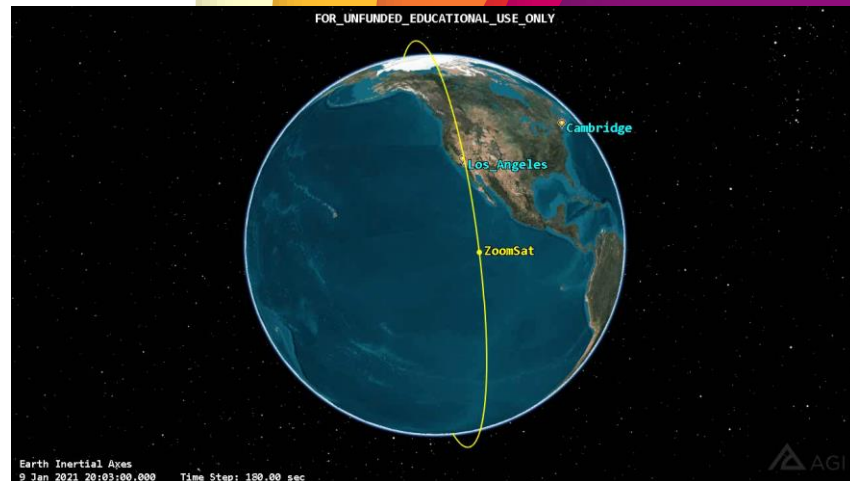 FOR_UNFUNDED_EDUCATIONAL_USE_ONLY
Cambridge
Los_Angeles
ZoomSat
Earth Inertial Axes
9 Jan 2021 20:03:00.000 Time Step: 180.00 sec
AGI